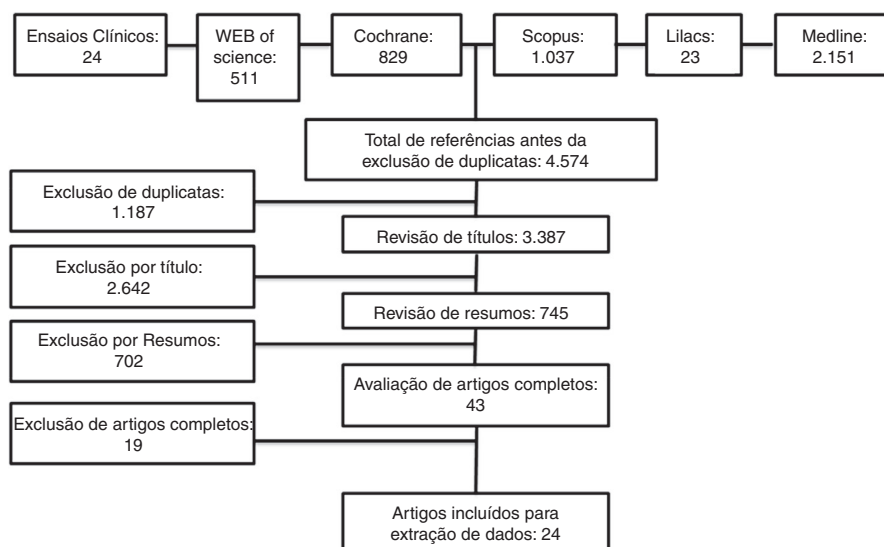 Ensaios Clínicos:
24
WEB of
science:
511
Cochrane:
829
Scopus:
1.037
Lilacs:
23
Medline:
2.151
Total de referências antes da
exclusão de duplicatas: 4.574
Exclusão de duplicatas:
1.187
Revisão de títulos: 3.387
Exclusão por título:
2.642
Revisão de resumos: 745
Exclusão por Resumos:
702
Avaliação de artigos completos:
43
Exclusão de artigos completos:
19
Artigos incluídos para
extração de dados: 24